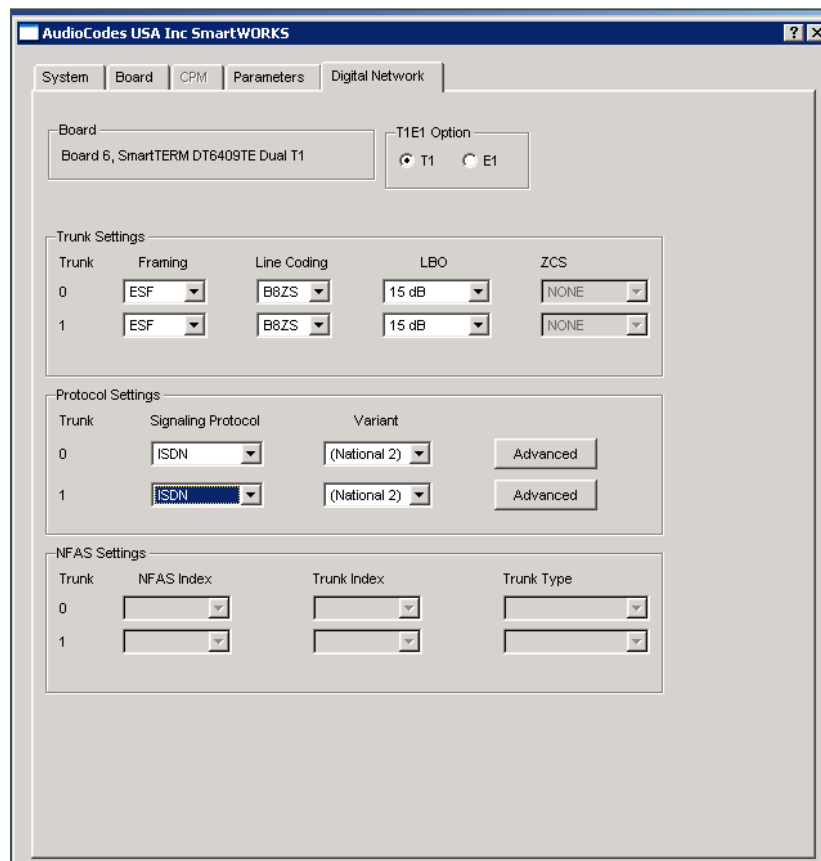 AudioCodes USA Inc SmartWORKS
System Board CPM Parameters Digital Network
Board T1E1 Option
Board 6, SmartTERM DT6409TE Dual T1 T1 E1
Trunk Settings
Trunk Framing Line Coding LBO ZCS
0 ESF B8ZS 15 dB NONE
1 ESF B8ZS 15 dB NONE
Protocol Settings
Trunk Signaling Protocol Variant
0 ISDN (National 2) Advanced
1 ISDN (National 2) Advanced
NFAS Settings
Trunk NFAS Index Trunk Index Trunk Type
0
1